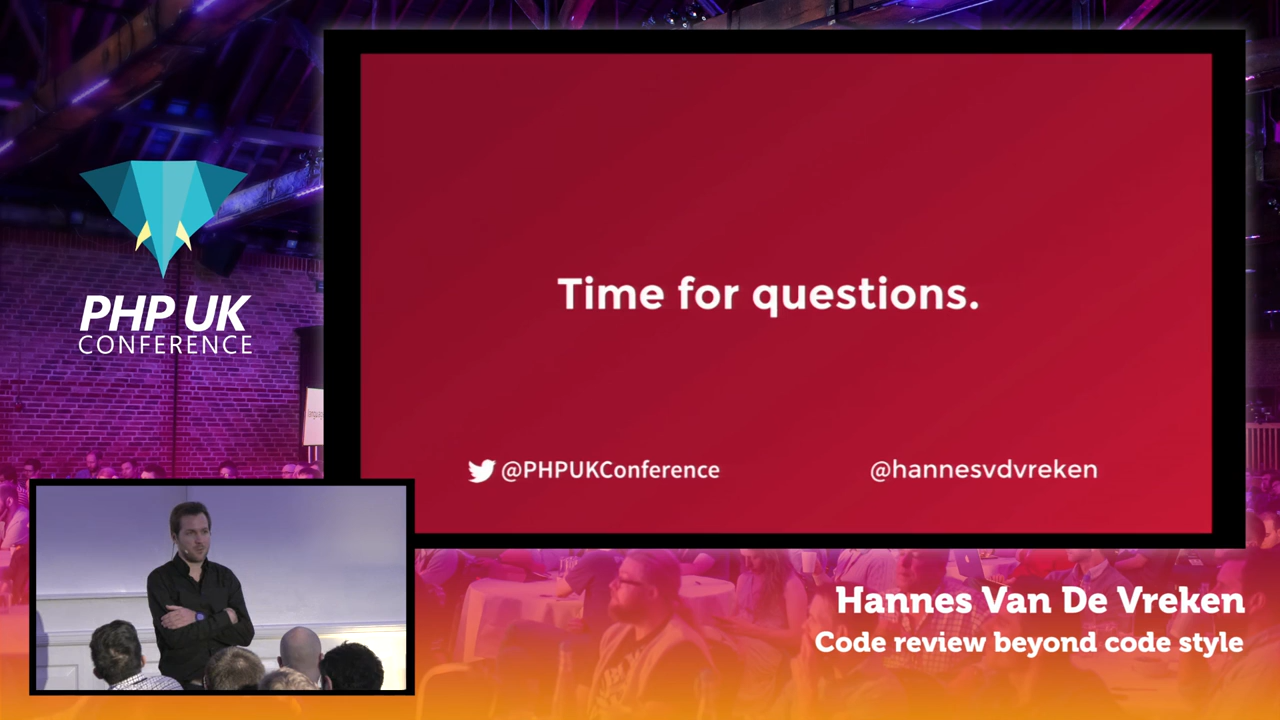 PHP UK
CONFERENCE
Time for questions.
@PHPUKConference
@hannesvdvreken
Hannes Van De Vreken
Code review beyond code style